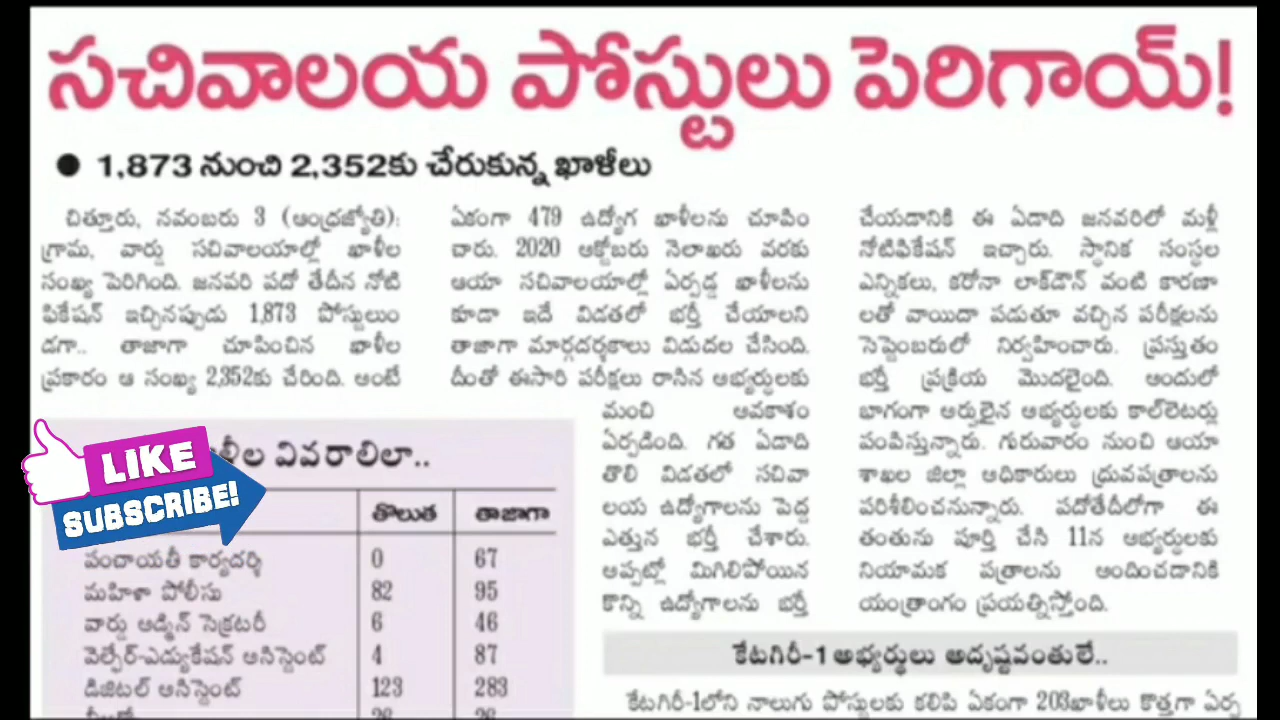 సచివాలయ పోస్టులు పెరిగాయ్!
● 1,873 నుంచి 2,352కు చేరుకున్న ఖాళీలు
చిత్తూరు, నవంబరు 3 (ఆంధ్రజ్యోతి):
గ్రామ, వార్డు సచివాలయాల్లో ఖాళీల
సంఖ్య పెరిగింది. జనవరి పదో తేదీన నోటి
ఫికేషన్ ఇచ్చినప్పుడు 1,873 పోస్టులుం
డగా.. తాజాగా చూపించిన ఖాళీల
ప్రకారం ఆ సంఖ్య 2,352కు చేరింది. అంటే
ఏకంగా 479 ఉద్యోగ ఖాళీలను చూపిం
చారు. 2020 అక్టోబరు నెలాఖరు వరకు
ఆయా సచివాలయాల్లో ఏర్పడ్డ ఖాళీలను
కూడా ఇదే విడతలో భర్తీ చేయాలని
తాజాగా మార్గదర్శకాలు విడుదల చేసింది.
దీంతో ఈసారి పరీక్షలు రాసిన అభ్యర్థులకు
మంచి అవకాశం
ఏర్పడింది. గత ఏడాది
తొలి విడతలో సచివా
లయ ఉద్యోగాలను పెద్ద
ఎత్తున భర్తీ చేశారు.
అప్పట్లో మిగిలిపోయిన
కొన్ని ఉద్యోగాలను భర్తీ
చేయడానికి ఈ ఏడాది జనవరిలో మళ్లీ
నోటిఫికేషన్ ఇచ్చారు. స్థానిక సంస్థల
ఎన్నికలు, కరోనా లాక్‌డౌన్ వంటి కారణా
లతో వాయిదా పడుతూ వచ్చిన పరీక్షలను
సెప్టెంబరులో నిర్వహించారు. ప్రస్తుతం
భర్తీ ప్రక్రియ మొదలైంది. అందులో
బాగంగా అర్హులైన అభ్యర్థులకు కాల్‌లెటర్లు
పంపిస్తున్నారు. గురువారం నుంచి ఆయా
శాఖల జిల్లా అధికారులు ధ్రువపత్రాలను
పరిశీలించనున్నారు. పదోతేదీలోగా ఈ
తంతును పూర్తి చేసి 11న అభ్యర్థులకు
నియామక పత్రాలను అందించడానికి
యంత్రాంగం ప్రయత్నిస్తోంది.
వివరాలిలా..
LIKE
SUBSCRIBE!
తొలుత తాజాగా
పంచాయతీ కార్యదర్శి 0 67
మహిళా పోలీసు 82 95
వార్డు అడ్మిన్ సెక్రటరీ 6 46
వెల్ఫేర్-ఎడ్యుకేషన్ అసిస్టెంట్ 4 87
డిజిటల్ అసిస్టెంట్ 123 283
కేటగిరీ-1 అభ్యర్థులు అదృష్టవంతులే..
కేటగిరీ-1లోని నాలుగు పోస్టులకు కలిపి ఏకంగా 203ఖాళీలు కొత్తగా ఏర్ప